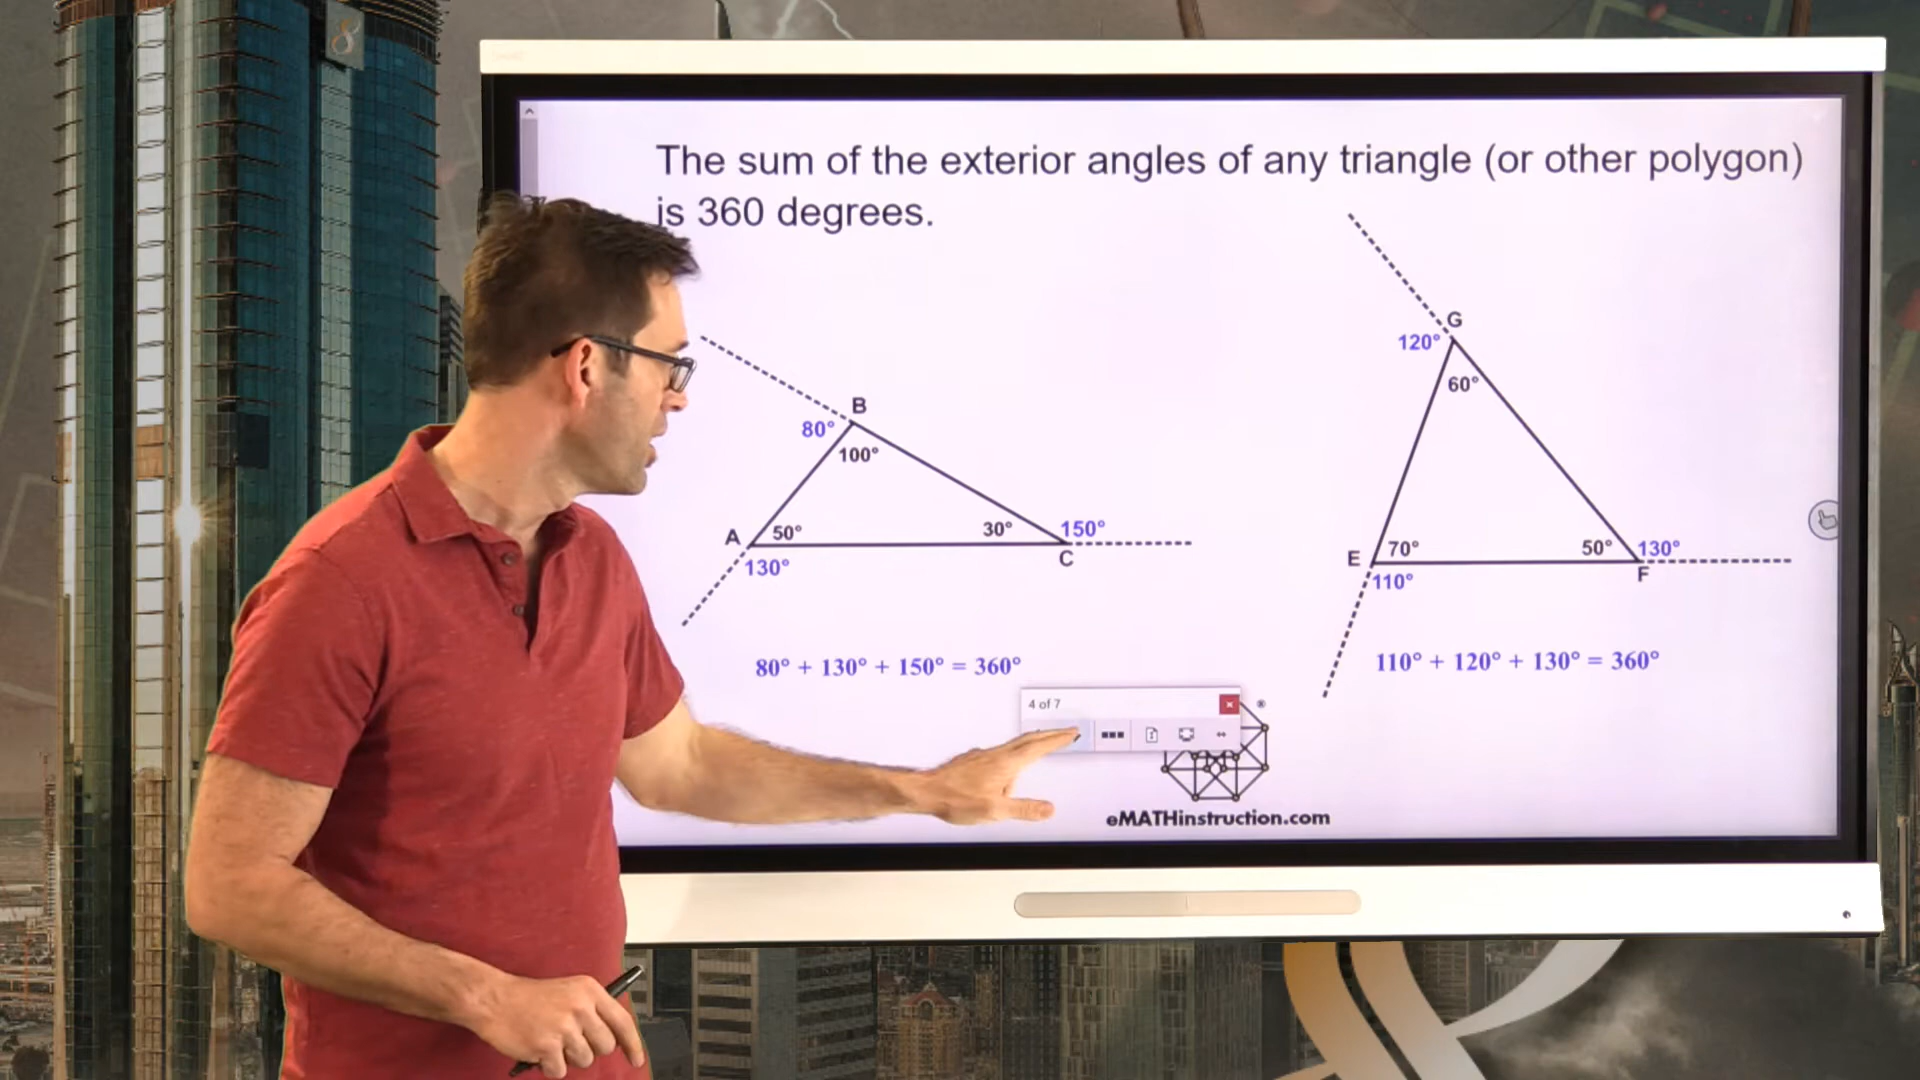 The sum of the exterior angles of any triangle (or other polygon)
is 360 degrees.
B
80°
100°
A
50°
30°
150°
C
130°
80° + 130° + 150° = 360°
G
120°
60°
E
70°
50°
130°
F
110°
110° + 120° + 130° = 360°
4 of 7
®
eMATHinstruction.com